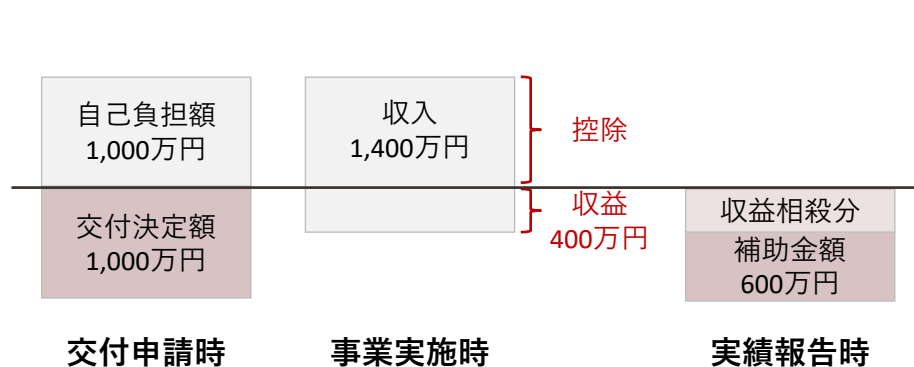 自己負担額
1,000万円
交付決定額
1,000万円
交付申請時
収入
1,400万円
控除
収益
400万円
事業実施時
収益相殺分
補助金額
600万円
実績報告時